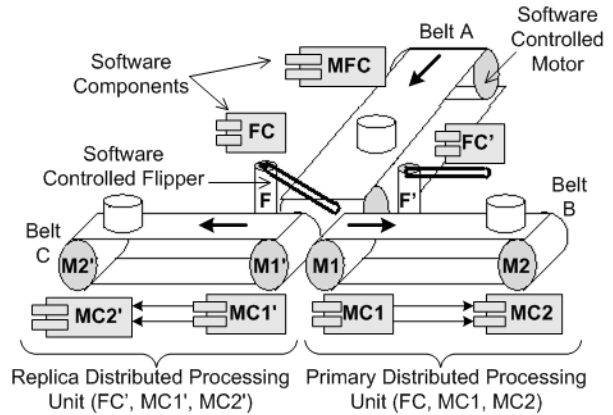 Software
Components
MFC
Belt A
Software
Controlled
Motor
FC
FC'
Software
Controlled Flipper
F
F'
Belt
B
Belt
C
M2'
M1'
M1
M2
MC2'
MC1'
MC1
MC2
Replica Distributed Processing
Unit (FC', MC1', MC2')
Primary Distributed Processing
Unit (FC, MC1, MC2)